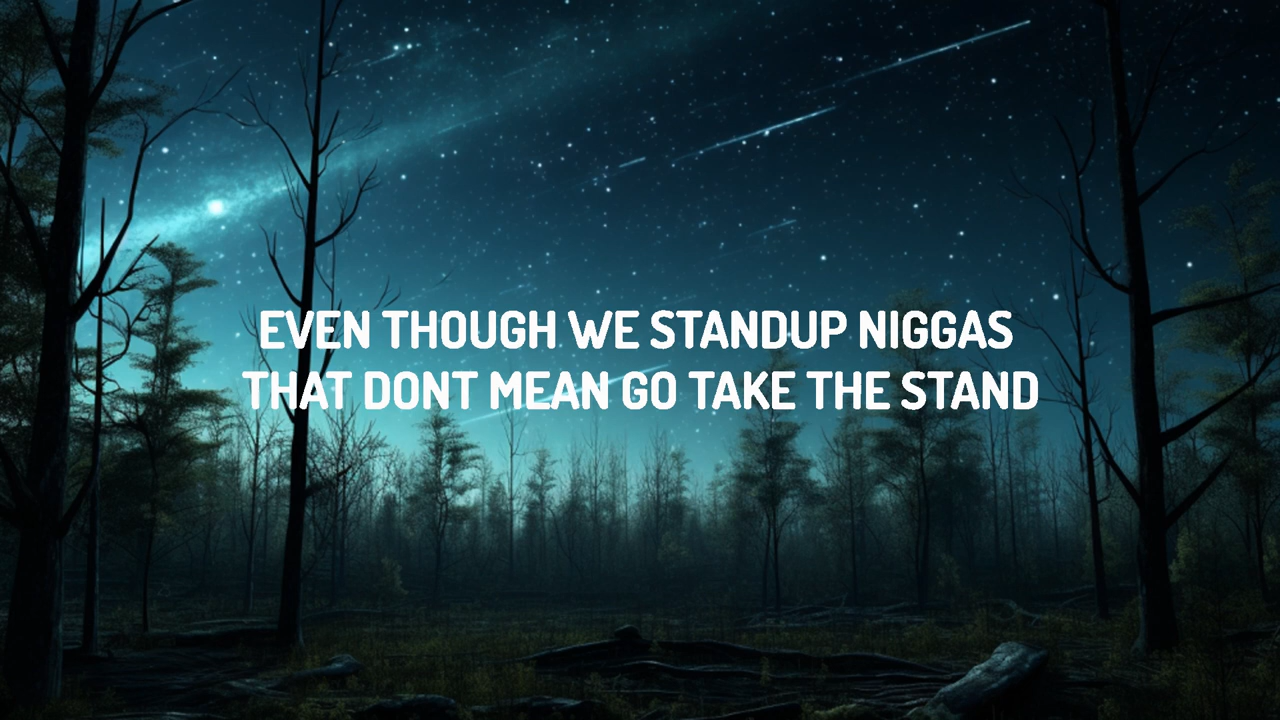 EVEN THOUGH WE STANDUP NIGGAS
THAT DONT MEAN GO TAKE THE STAND